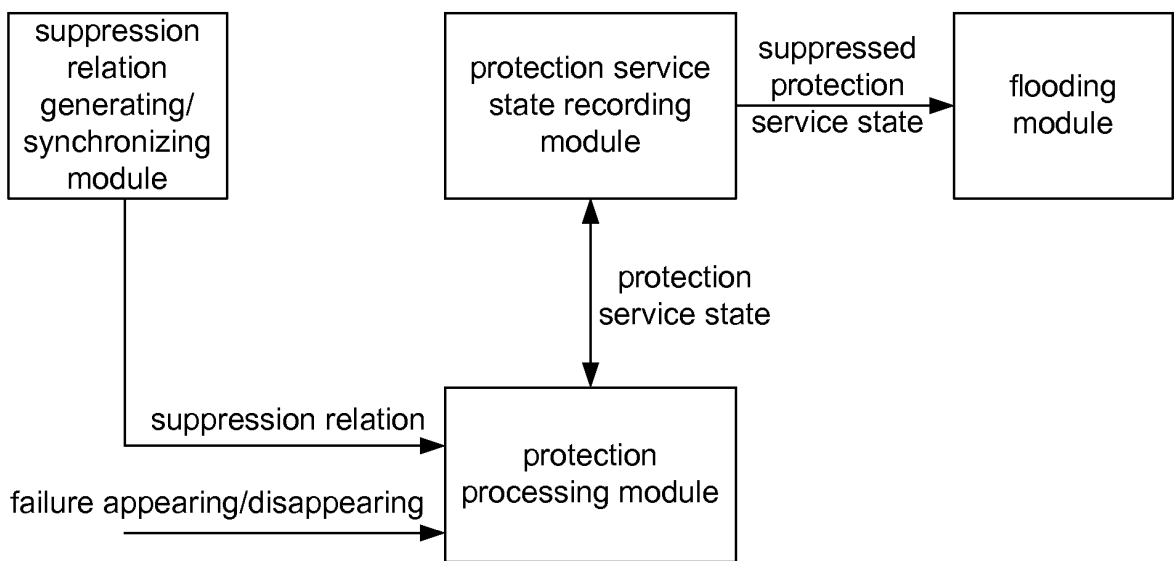 suppression
relation
generating/
synchronizing
module
protection service
state recording
module
suppressed
protection
service state
flooding
module
protection
service state
suppression relation
failure appearing/disappearing
protection
processing module